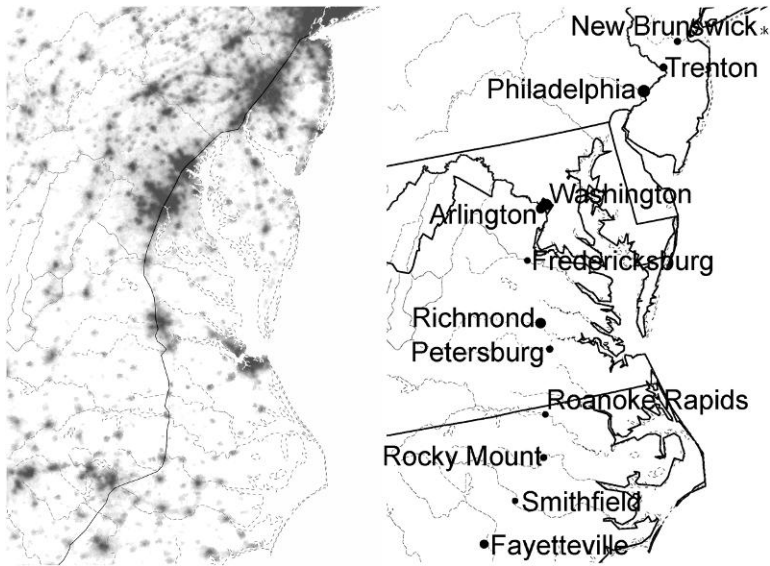 New Brunswick
Trenton
Philadelphia
Washington
Arlington
Fredericksburg
Richmond
Petersburg
Roanoke Rapids
Rocky Mount
Smithfield
Fayetteville